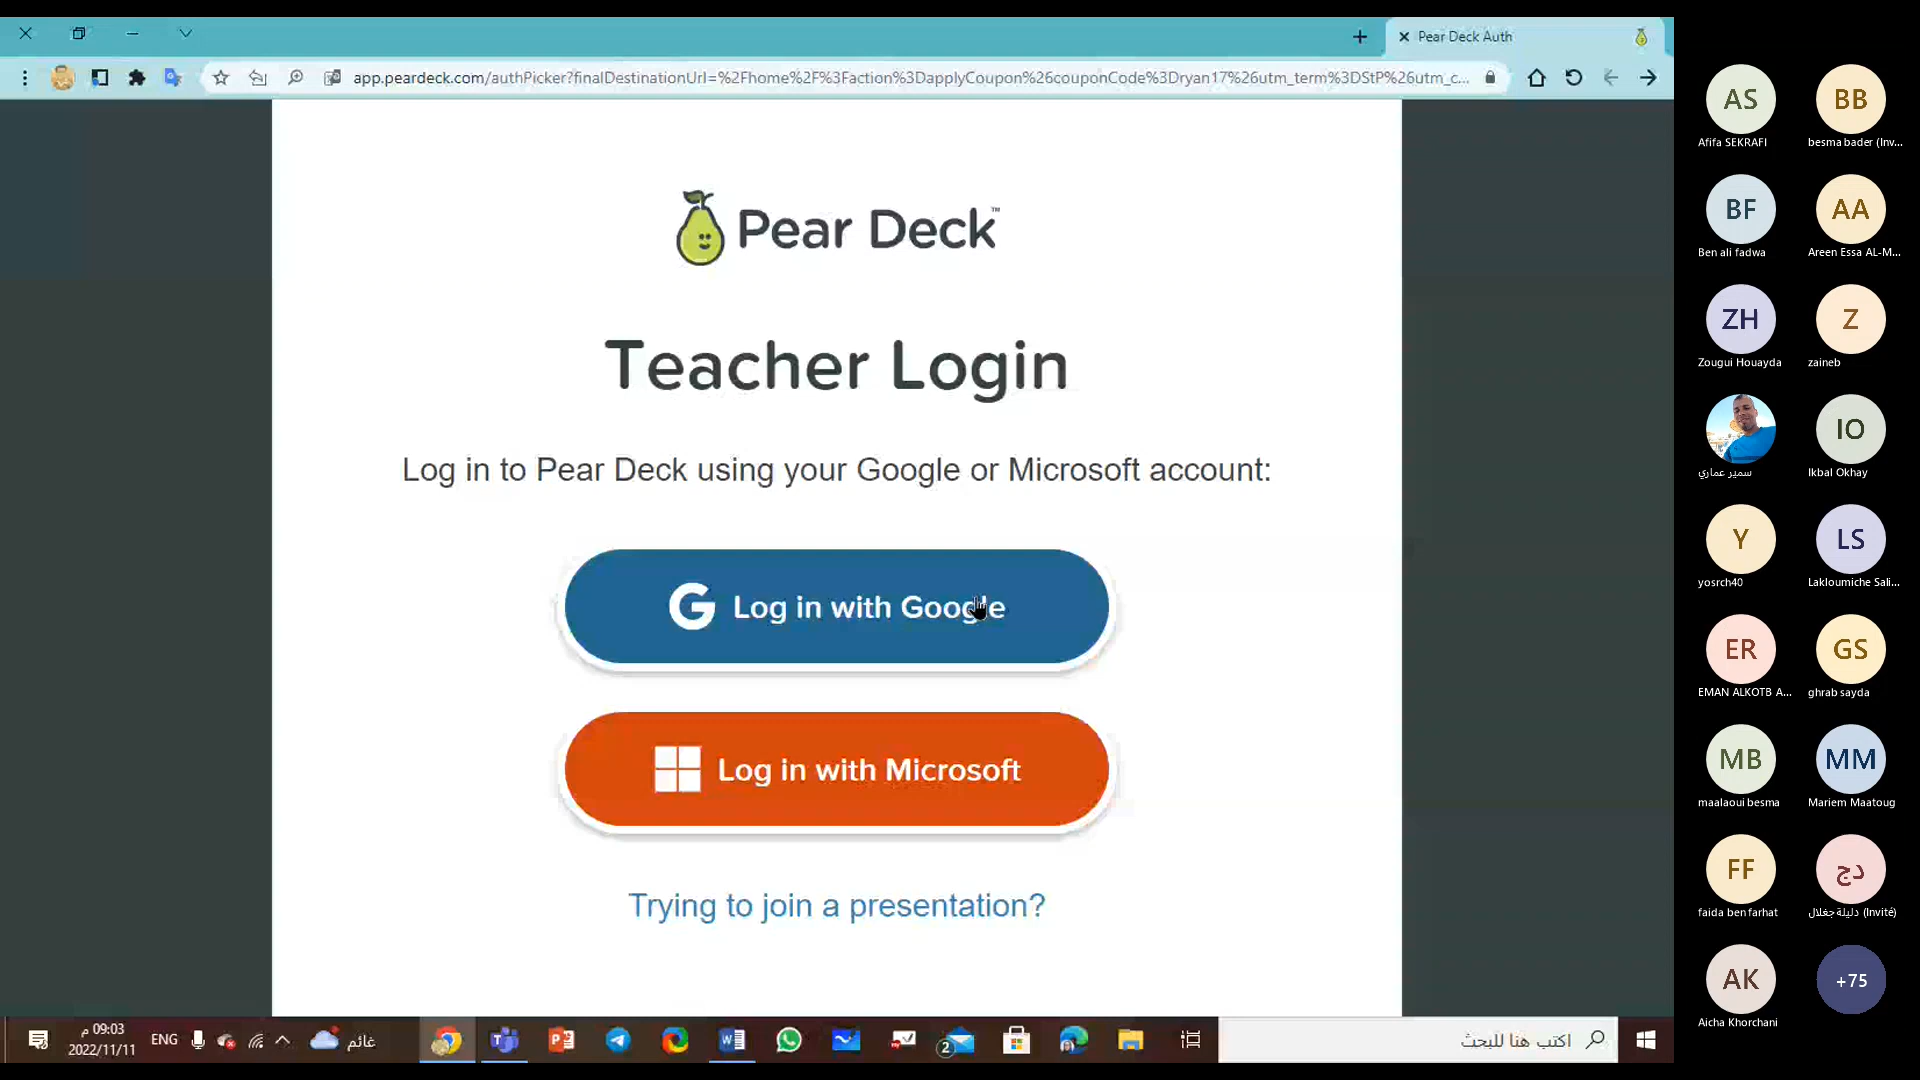 Pear Deck Auth
app.peardeck.com/authPicker?finalDestinationUrl=%2Fhome%2F%3Faction%3DapplyCoupon%26couponCode%3Dryan17%26utm_term%3DStP%26utm_c...
Pear Deck™
Teacher Login
Log in to Pear Deck using your Google or Microsoft account:
G Log in with Google
Log in with Microsoft
Trying to join a presentation?
AS
Afifa SEKRAFI
BB
besma bader (Inv...
BF
Ben ali fadwa
AA
Areen Essa AL-M...
ZH
Zougui Houayda
Z
zaineb
سمير عماري
IO
Ikbal Okhay
Y
yosrch40
LS
Lakloumiche Sali...
ER
EMAN ALKOTB A...
GS
ghrab sayda
MB
maalaoui besma
MM
Mariem Maatoug
FF
faida ben farhat
دج
دليلة جغلال (Invité)
AK
Aicha Khorchani
+75
09:03 م
2022/11/11
ENG
غائم
2
اكتب هنا للبحث